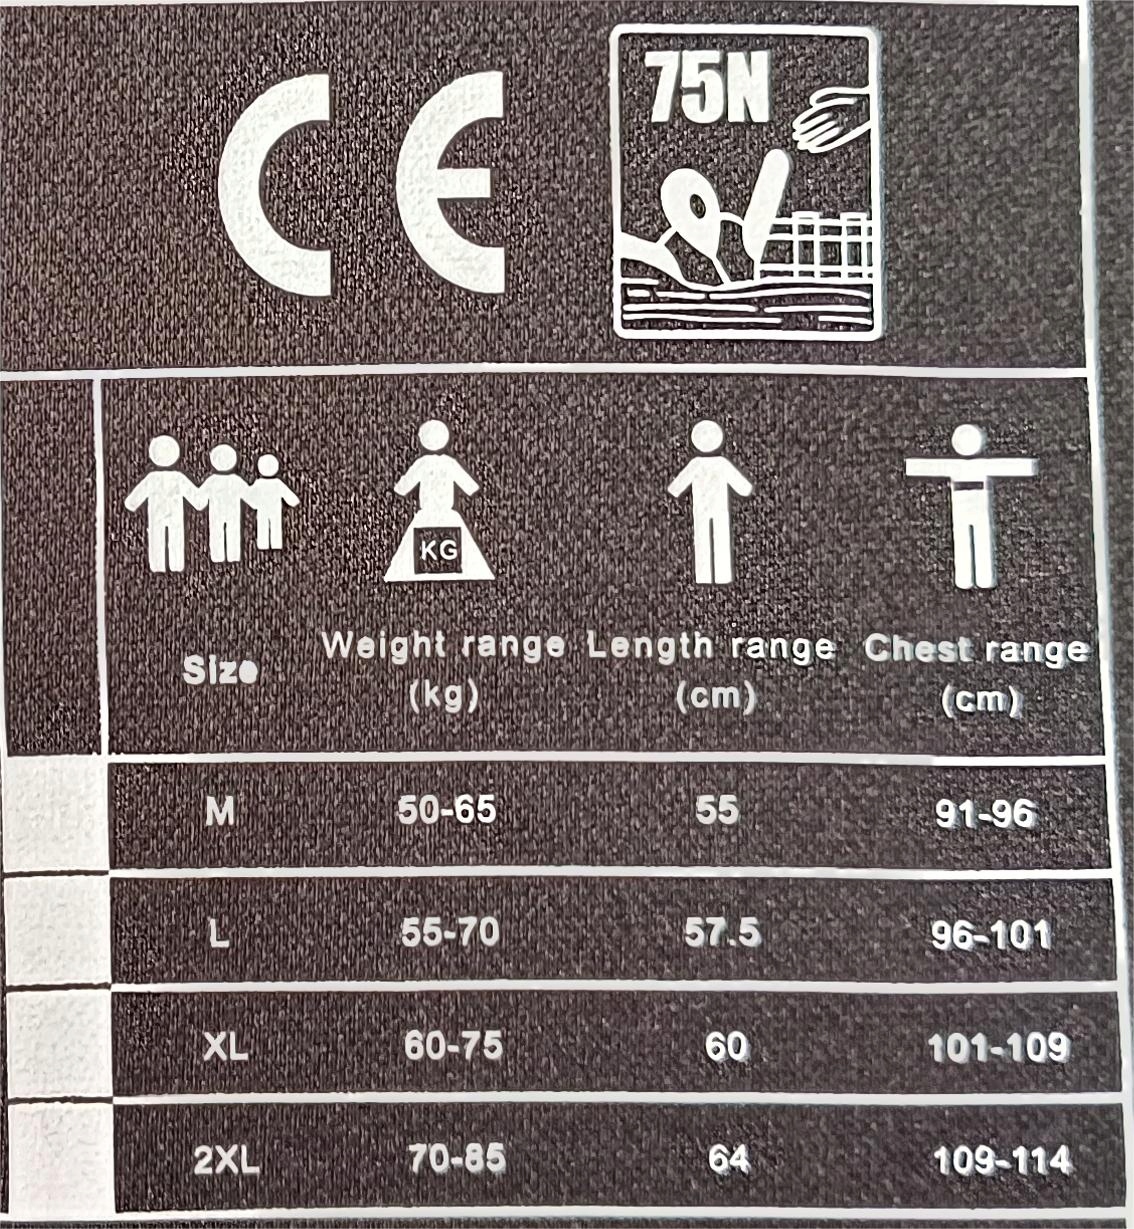 CE 75N
KG
Size Weight range (kg) Length range (cm) Chest range (cm)
M 50-65 55 91-96
L 55-70 57.5 96-101
XL 60-75 60 101-109
2XL 70-85 64 109-114